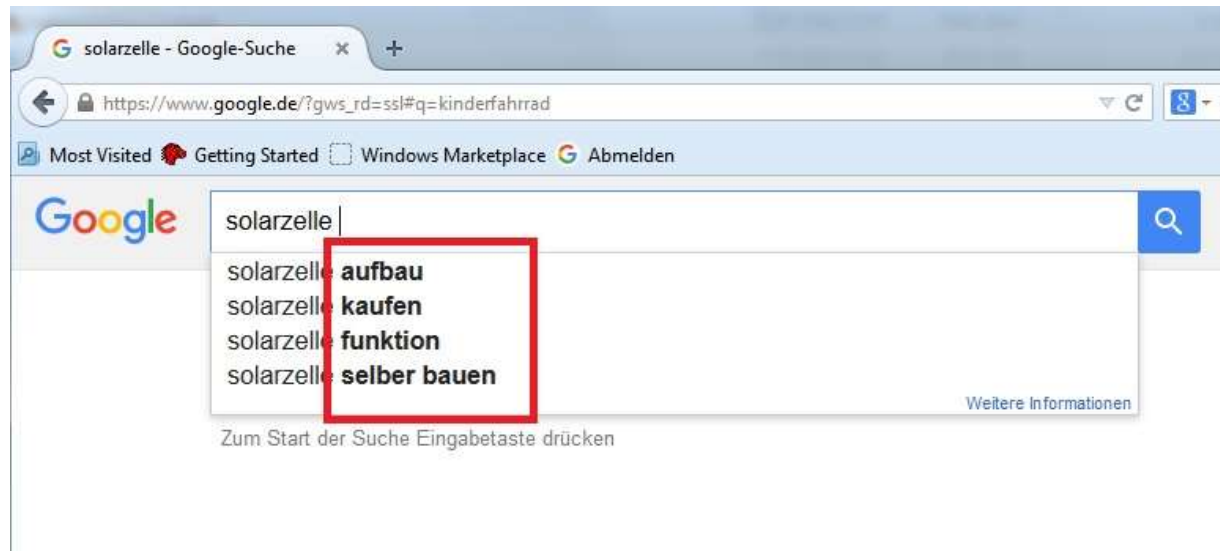 solarzelle - Google-Suche
https://www.google.de/?gws_rd=ssl#q=kinderfahrrad
Most Visited Getting Started Windows Marketplace Abmelden
Google solarzelle
solarzelle aufbau
solarzelle kaufen
solarzelle funktion
solarzelle selber bauen
Weitere Informationen
Zum Start der Suche Eingabetaste drücken